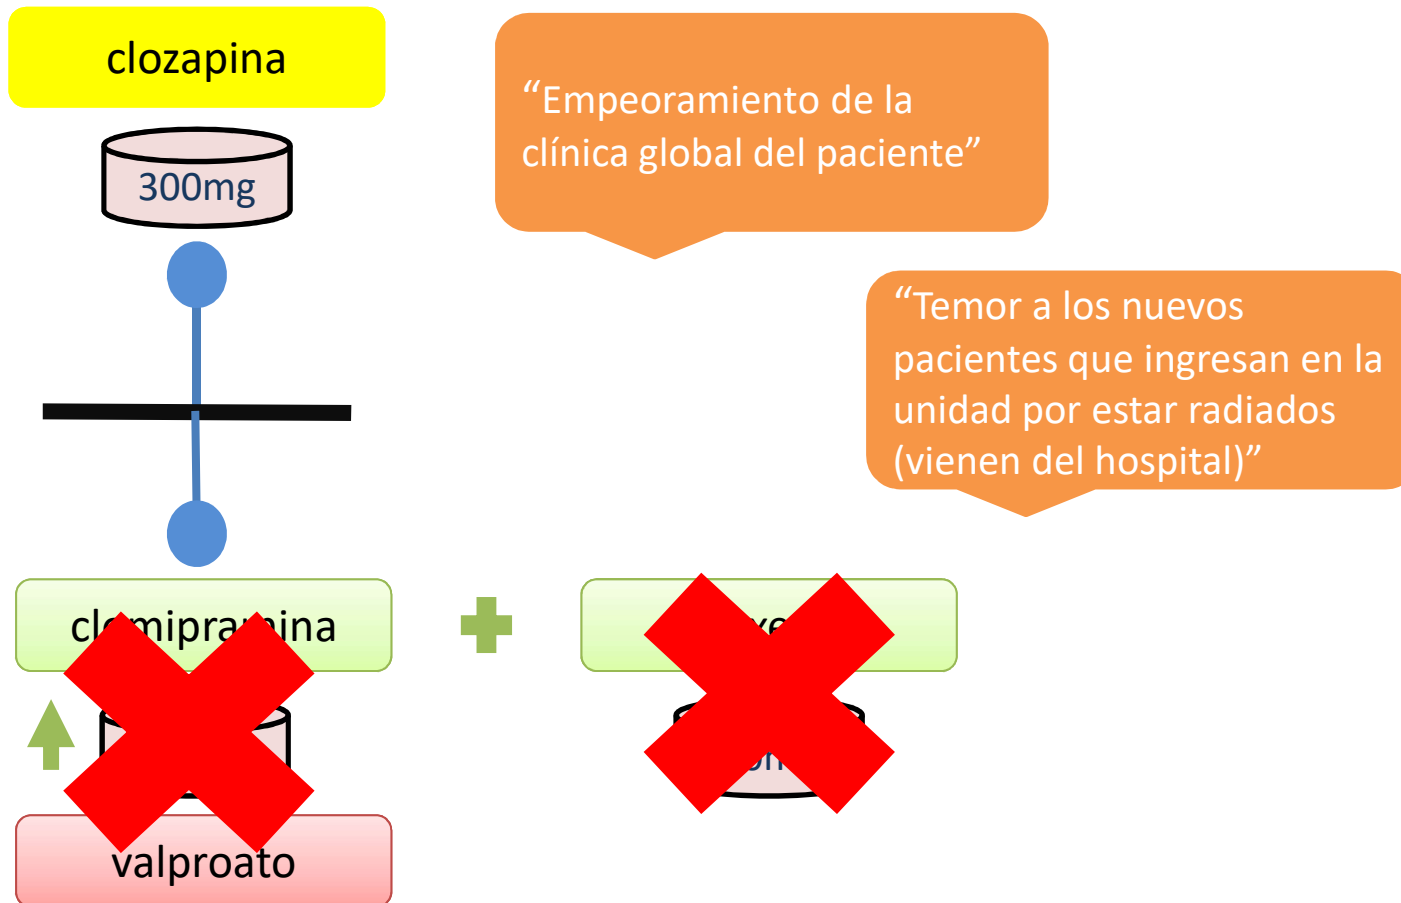 clozapina
300mg
“Empeoramiento de la
clínica global del paciente”
“Temor a los nuevos
pacientes que ingresan en la
unidad por estar radiados
(vienen del hospital)”
clomipramina
valproato